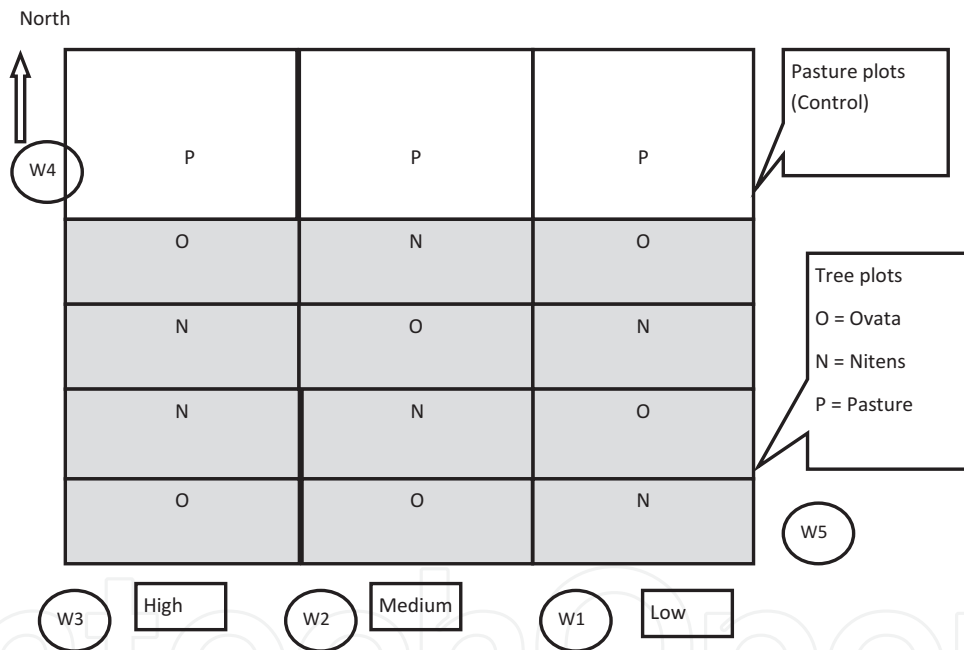 North
Pasture plots
(Control)
W4
P P P
O N O
Tree plots
O = Ovata
N O N
N = Nitens
N N O
P = Pasture
O O N
W5
W3 High W2 Medium W1 Low